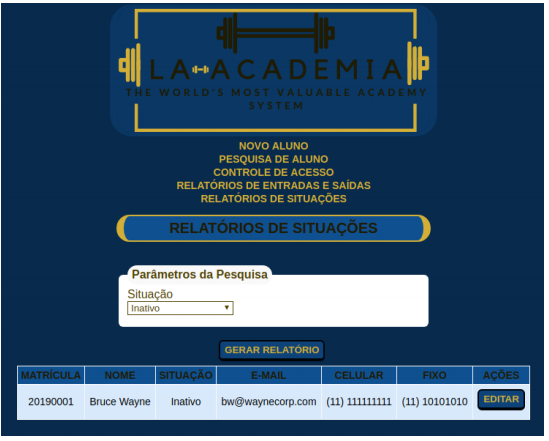 LA ACADEMIA
THE WORLD'S MOST VALUABLE ACADEMY
SYSTEM
NOVO ALUNO
PESQUISA DE ALUNO
CONTROLE DE ACESSO
RELATÓRIOS DE ENTRADAS E SAÍDAS
RELATÓRIOS DE SITUAÇÕES
RELATÓRIOS DE SITUAÇÕES
Parâmetros da Pesquisa
Situação
Inativo
GERAR RELATÓRIO
MATRÍCULA NOME SITUAÇÃO E-MAIL CELULAR FIXO AÇÕES
20190001 Bruce Wayne Inativo bw@waynecorp.com (11) 111111111 (11) 10101010 EDITAR